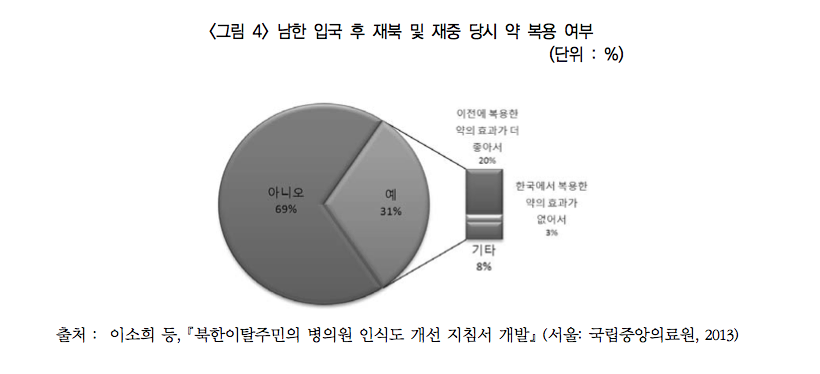 <그림 4> 남한 입국 후 재북 및 재중 당시 약 복용 여부
(단위 : %)
이전에 복용한
약의 효과가 더
좋아서
20%
아니오
69%
예
31%
한국에서 복용한
약의 효과가
없어서
3%
기타
8%
출처 : 이소희 등, 『북한이탈주민의 병의원 인식도 개선 지침서 개발』 (서울: 국립중앙의료원, 2013)